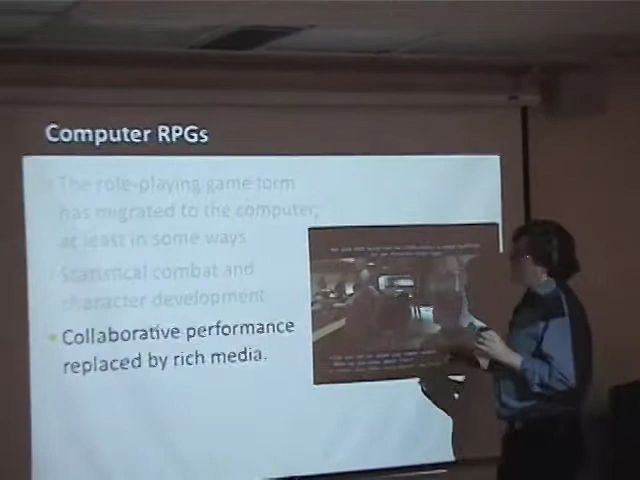 Computer RPGs
The role-playing game form
has migrated to the computer,
at least in some ways
Statistical combat and
character development
Collaborative performance
replaced by rich media.